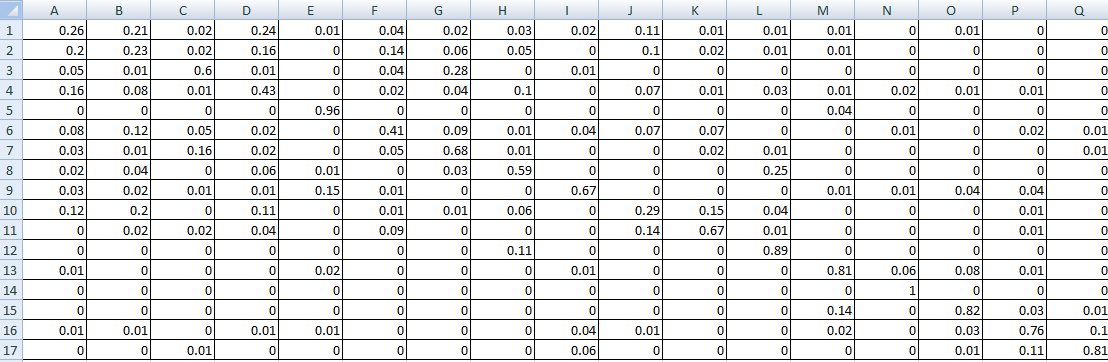 A B C D E F G H I J K L M N O P Q
1 0.26 0.21 0.02 0.24 0.01 0.04 0.02 0.03 0.02 0.11 0.01 0.01 0.01 0 0.01 0 0
2 0.2 0.23 0.02 0.16 0 0.14 0.06 0.05 0 0.1 0.02 0.01 0.01 0 0 0 0
3 0.05 0.01 0.6 0.01 0 0.04 0.28 0 0.01 0 0 0 0 0 0 0 0
4 0.16 0.08 0.01 0.43 0 0.02 0.04 0.1 0 0.07 0.01 0.03 0.01 0.02 0.01 0.01 0
5 0 0 0 0 0.96 0 0 0 0 0 0 0 0.04 0 0 0 0
6 0.08 0.12 0.05 0.02 0 0.41 0.09 0.01 0.04 0.07 0.07 0 0 0.01 0 0.02 0.01
7 0.03 0.01 0.16 0.02 0 0.05 0.68 0.01 0 0 0.02 0.01 0 0 0 0 0.01
8 0.02 0.04 0 0.06 0.01 0 0.03 0.59 0 0 0 0.25 0 0 0 0 0
9 0.03 0.02 0.01 0.01 0.15 0.01 0 0 0.67 0 0 0 0.01 0.01 0.04 0.04 0
10 0.12 0.2 0 0.11 0 0.01 0.01 0.06 0 0.29 0.15 0.04 0 0 0 0.01 0
11 0 0.02 0.02 0.04 0 0.09 0 0 0 0.14 0.67 0.01 0 0 0 0.01 0
12 0 0 0 0 0 0 0 0.11 0 0 0 0.89 0 0 0 0 0
13 0.01 0 0 0 0.02 0 0 0 0.01 0 0 0 0.81 0.06 0.08 0.01 0
14 0 0 0 0 0 0 0 0 0 0 0 0 0 1 0 0 0
15 0 0 0 0 0 0 0 0 0 0 0 0 0.14 0 0.82 0.03 0.01
16 0.01 0.01 0 0.01 0.01 0 0 0 0.04 0.01 0 0 0.02 0 0.03 0.76 0.1
17 0 0 0.01 0 0 0 0 0 0.06 0 0 0 0 0 0.01 0.11 0.81